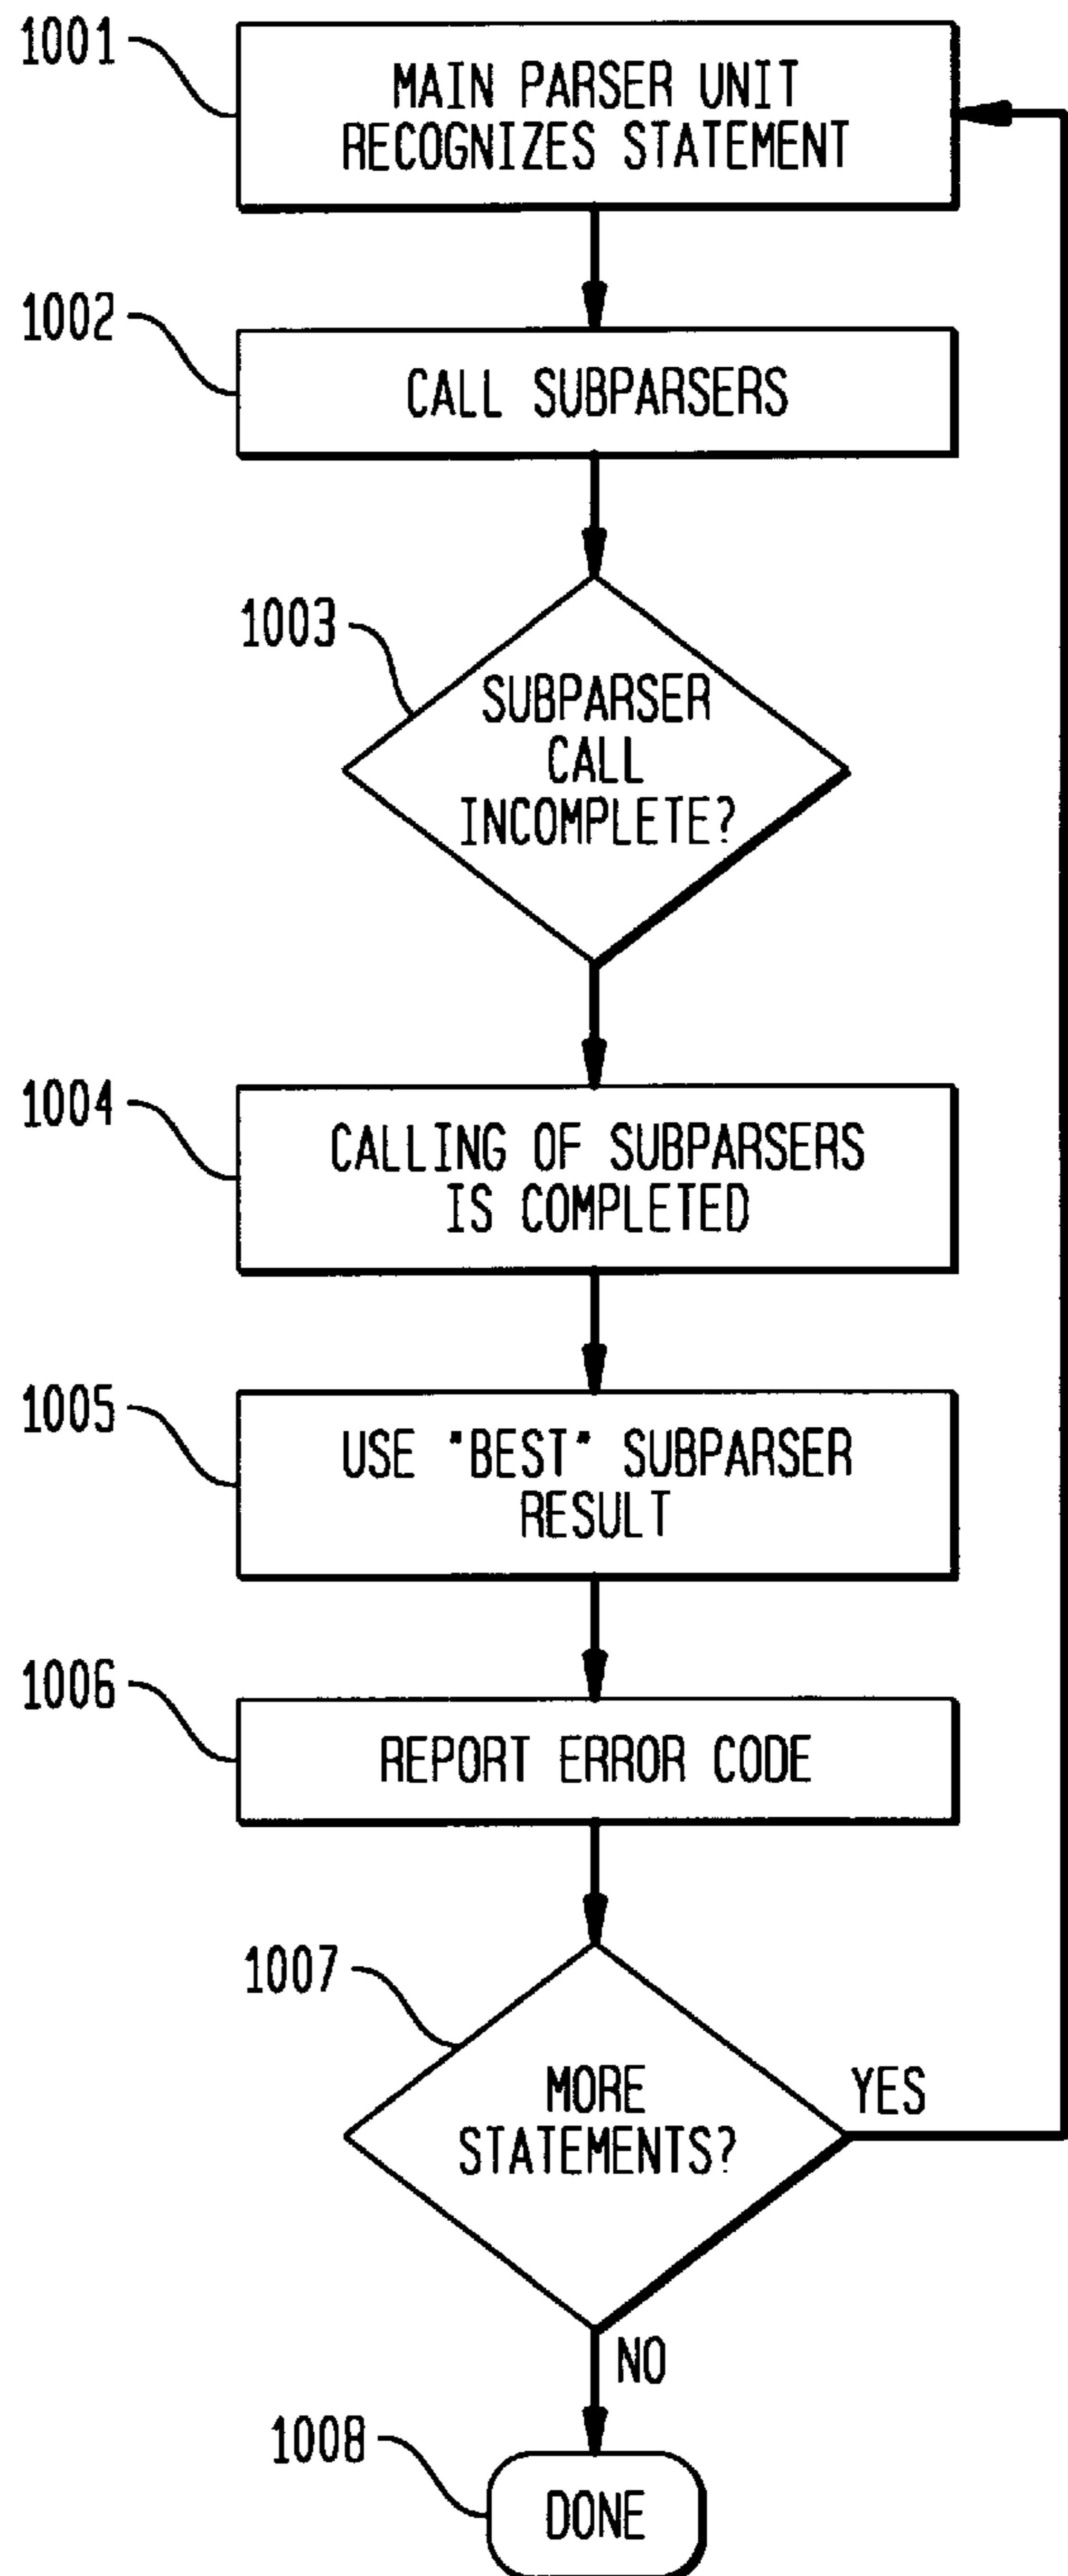 1001
MAIN PARSER UNIT
RECOGNIZES STATEMENT
1002
CALL SUBPARSERS
1003
SUBPARSER
CALL
INCOMPLETE?
1004
CALLING OF SUBPARSERS
IS COMPLETED
1005
USE "BEST" SUBPARSER
RESULT
1006
REPORT ERROR CODE
1007
MORE
STATEMENTS?
YES
NO
1008
DONE